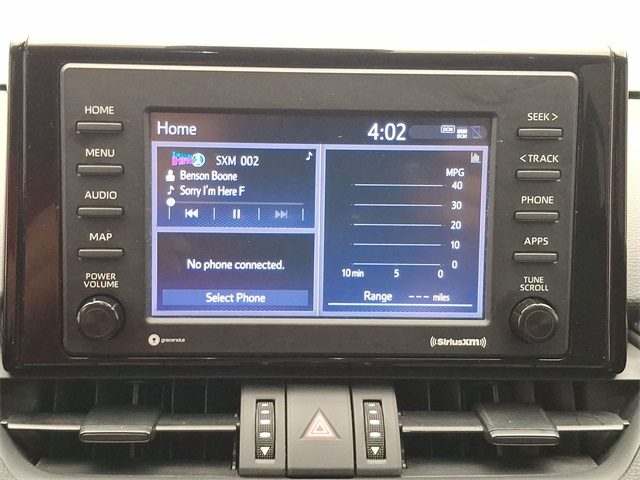 HOME
MENU
AUDIO
MAP
POWER
VOLUME
Home
4:02
DCM
SXM 002
Benson Boone
Sorry I'm Here F
No phone connected.
Select Phone
MPG
40
30
20
10
0
10 min 5 0
Range --- miles
SEEK >
< TRACK
PHONE
APPS
TUNE
SCROLL
gracenote
((SiriusXM))